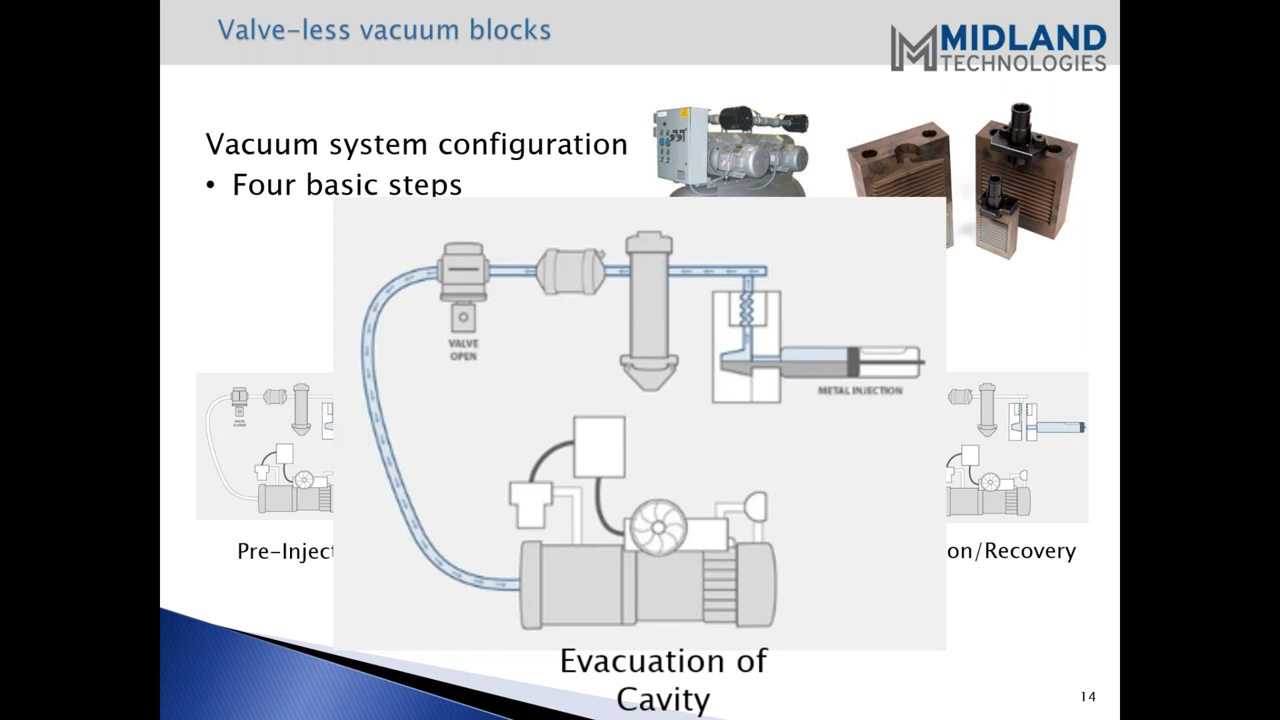 Valve-less vacuum blocks
MIDLAND
TECHNOLOGIES
Vacuum system configuration
• Four basic steps
VALVE
OPEN
METAL INJECTION
Pre-Inject
on/Recovery
Evacuation of
Cavity
14